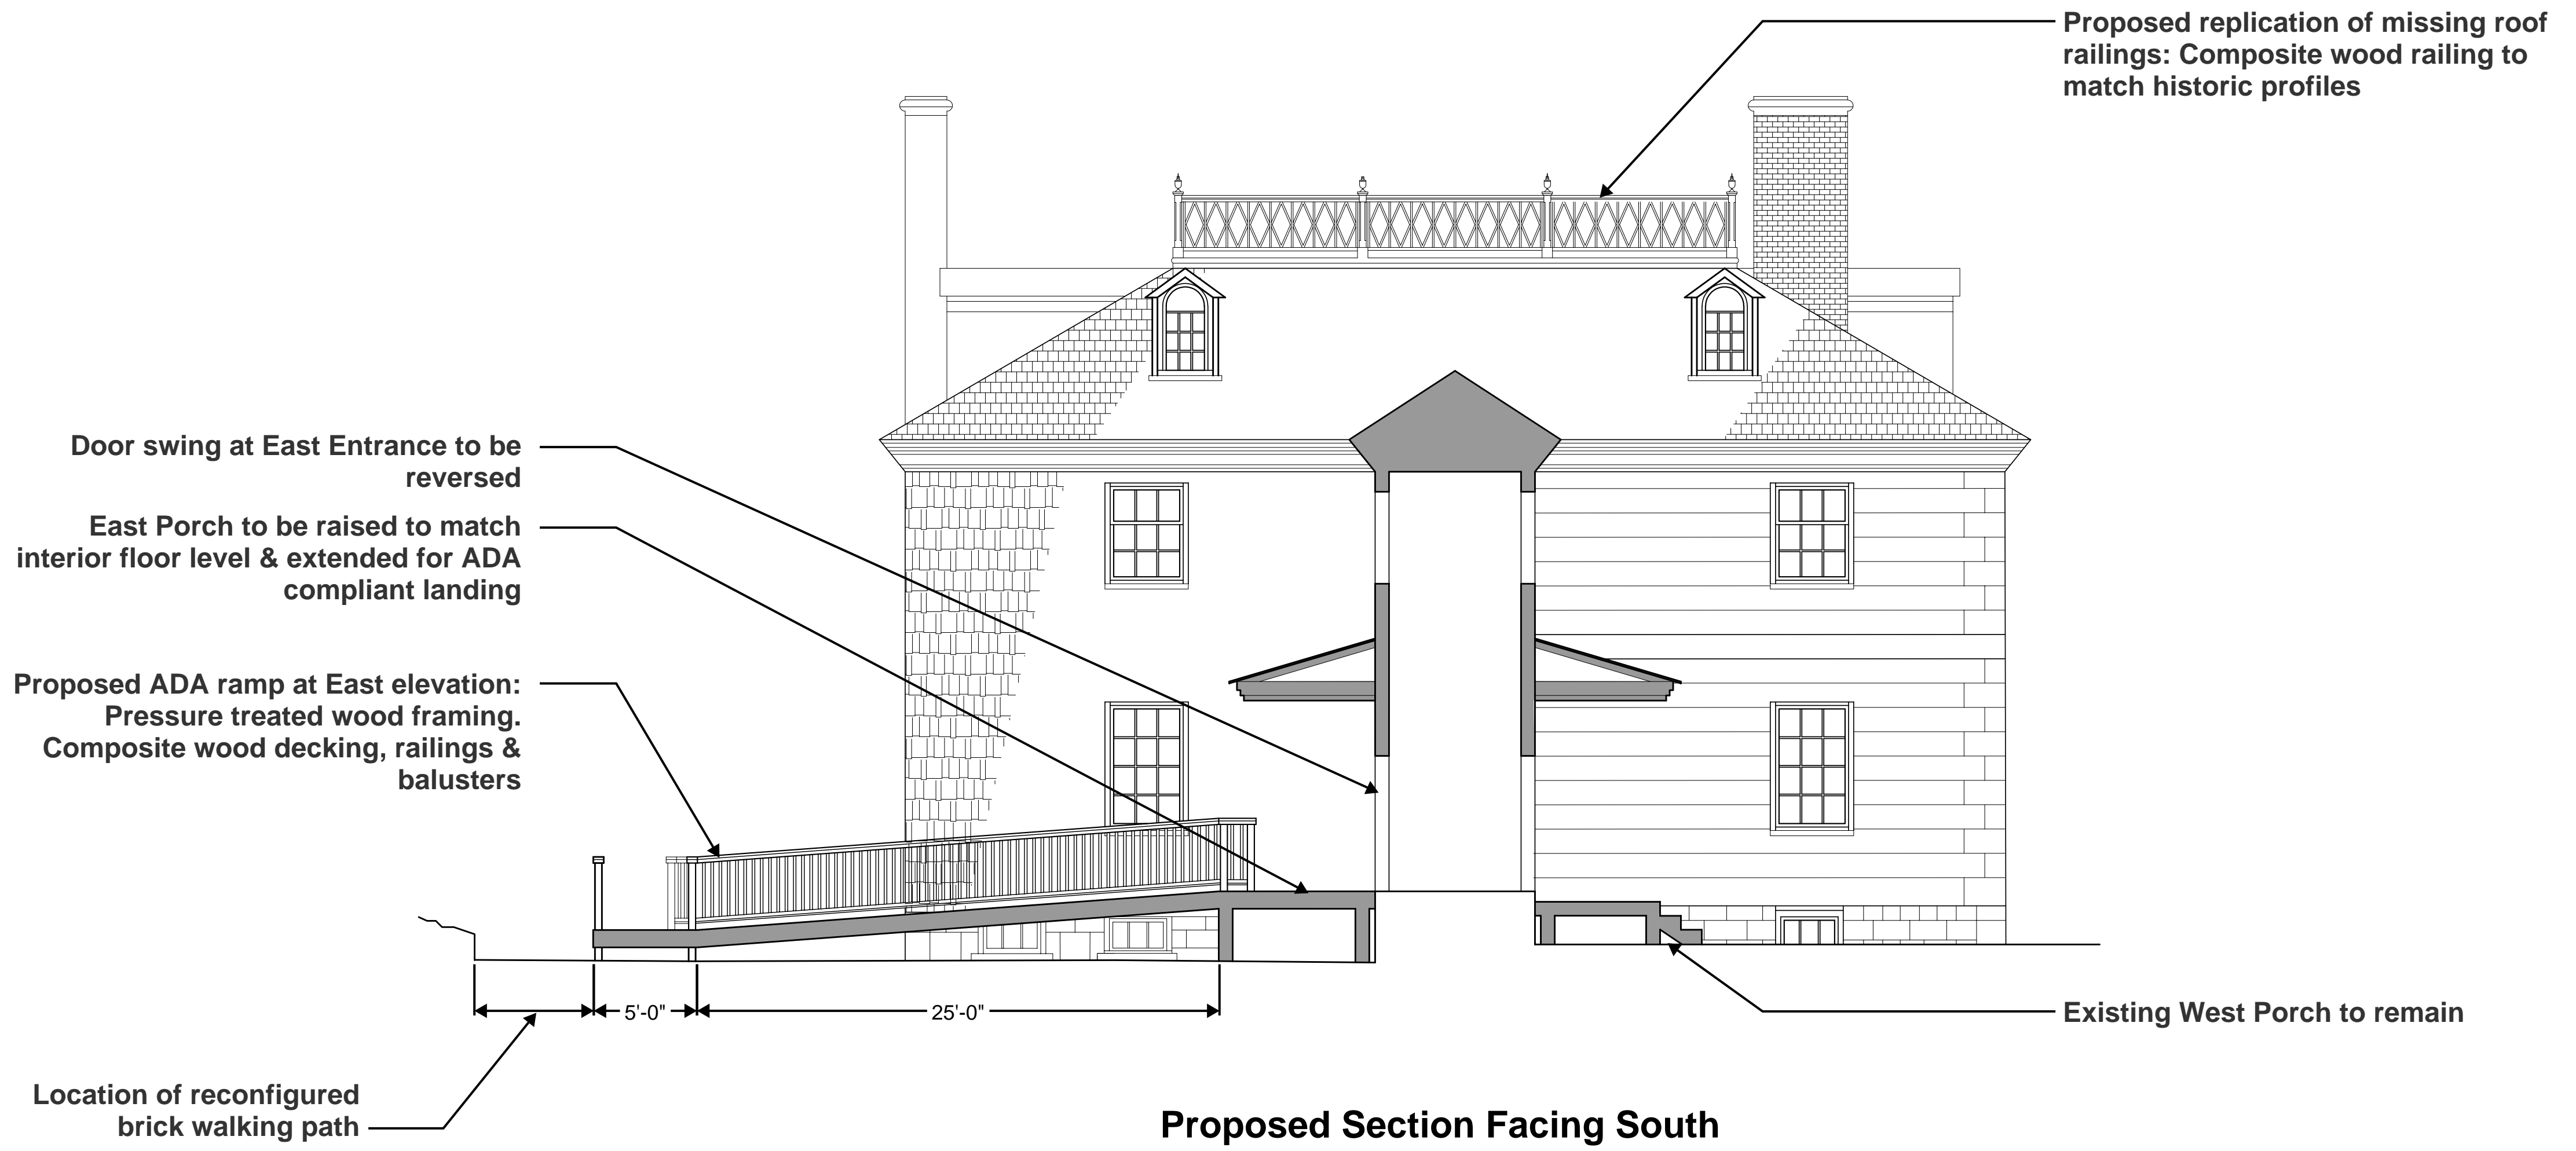 Proposed replication of missing roof
railings: Composite wood railing to
match historic profiles
Door swing at East Entrance to be
reversed
East Porch to be raised to match
interior floor level & extended for ADA
compliant landing
Proposed ADA ramp at East elevation:
Pressure treated wood framing.
Composite wood decking, railings &
balusters
5'-0"
25'-0"
Existing West Porch to remain
Location of reconfigured
brick walking path
Proposed Section Facing South